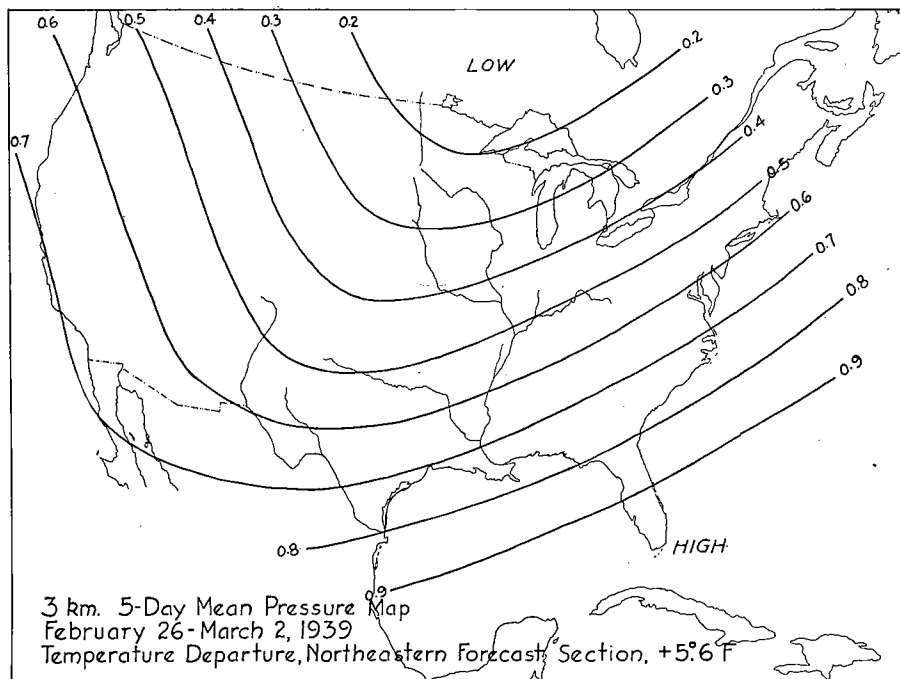 0.6 0.5 0.4 0.3 0.2
0.2
LOW
0.3
0.7
0.4
0.5
0.6
0.7
0.8
0.9
0.8
HIGH
0.9
3 km. 5-Day Mean Pressure Map
February 26-March 2, 1939
Temperature Departure, Northeastern Forecast Section, +5°.6 F